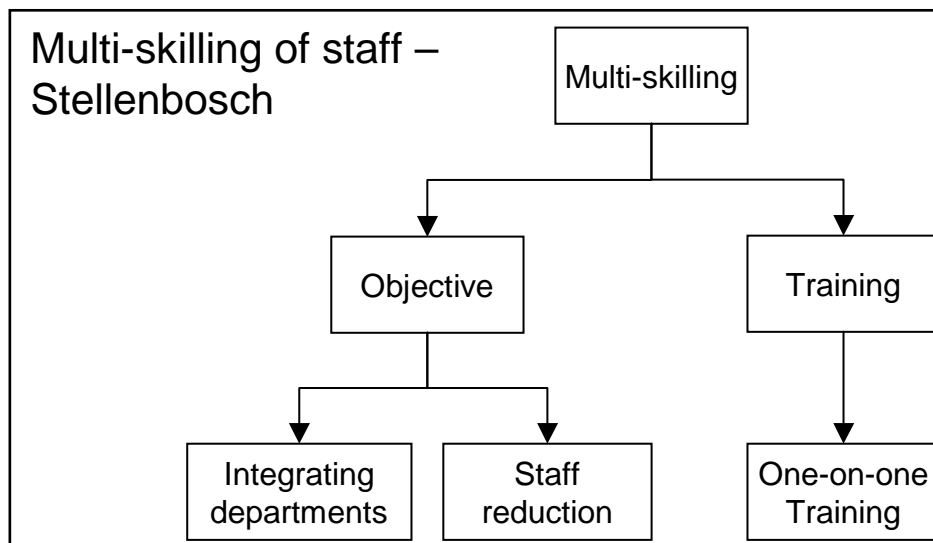 Multi-skilling of staff –
Stellenbosch
Multi-skilling
Objective
Training
Integrating
departments
Staff
reduction
One-on-one
Training